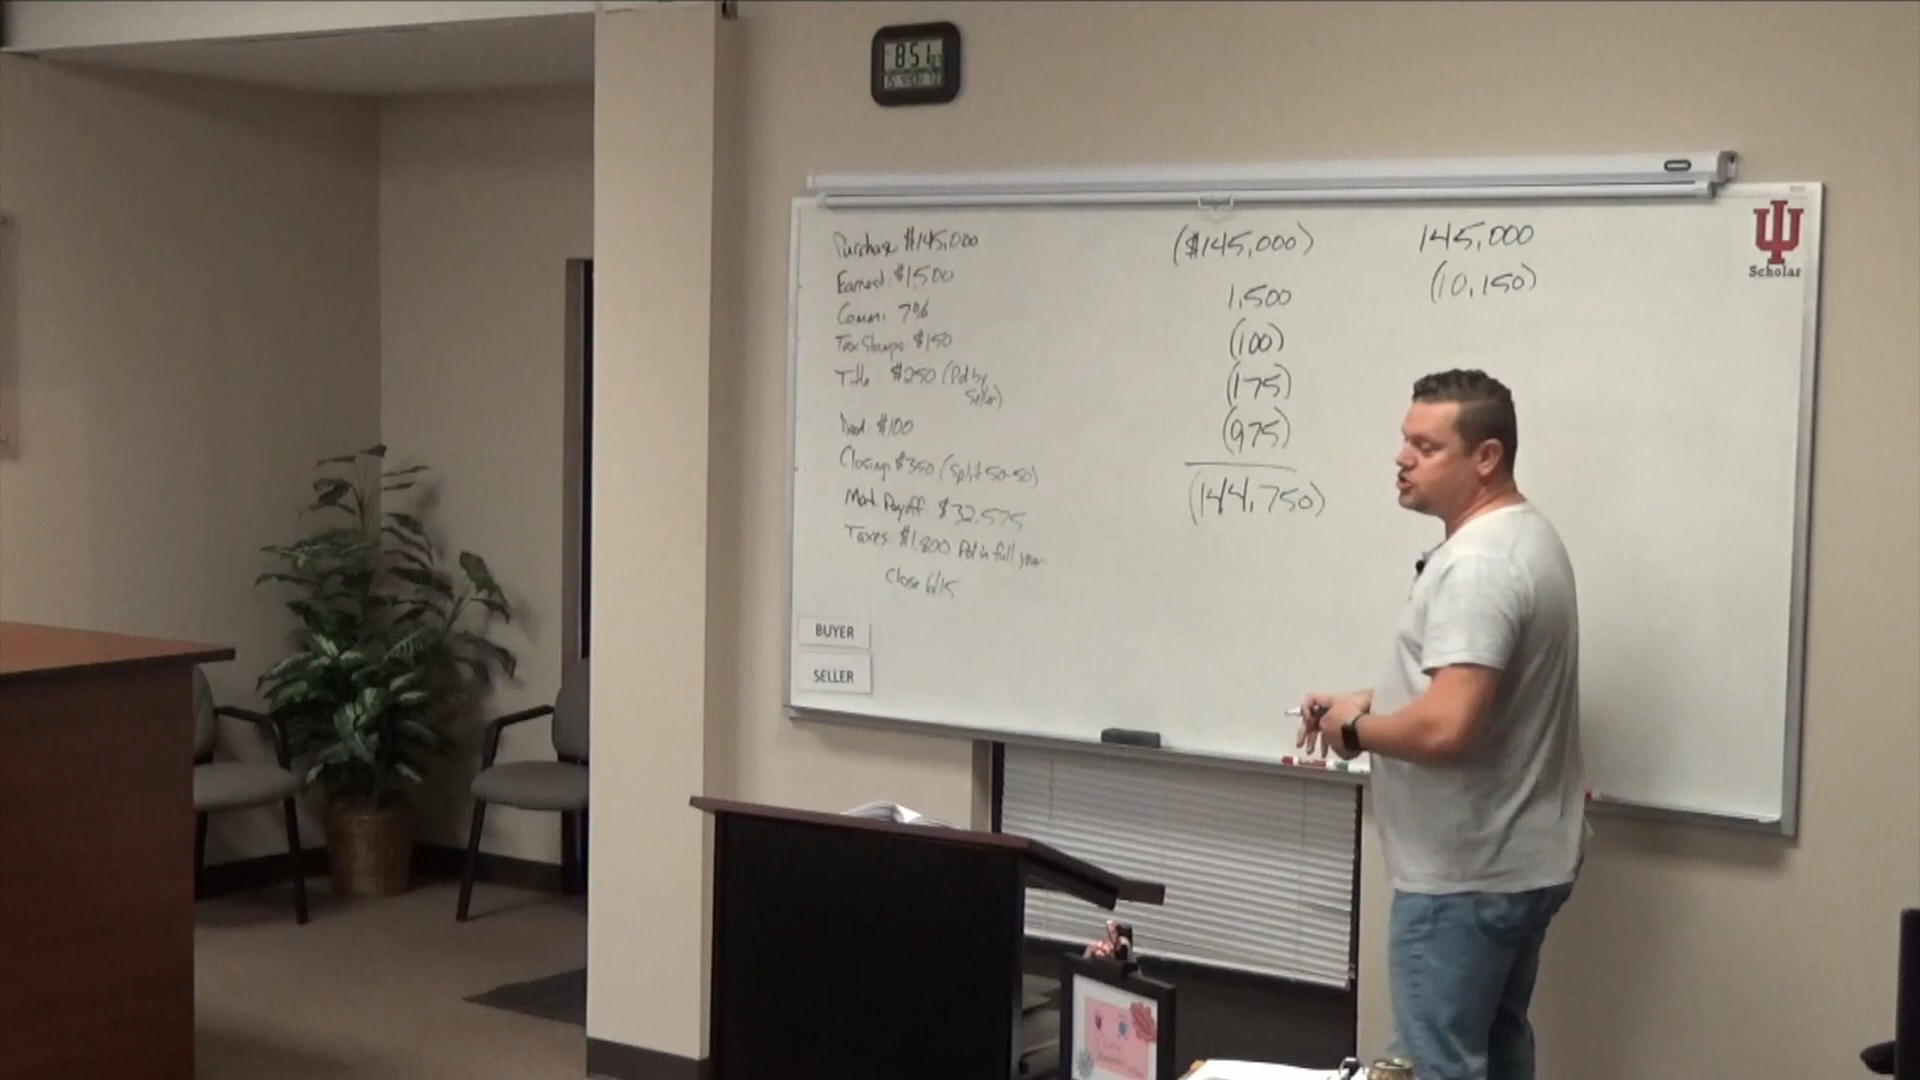 8:51
Purchase $145,000
Earnest: $1,500
Comm: 7%
Tax Stamps $150
Title $250 (Pd by
Seller)
Deed: $100
Closing: $350 (Split 50-50)
Mort. Payoff: $32,575
Taxes: $1,800 Pd in full year
Close 6/15
($145,000)
1,500
(100)
(175)
(975)
(144,750)
145,000
(10,150)
Scholar
BUYER
SELLER